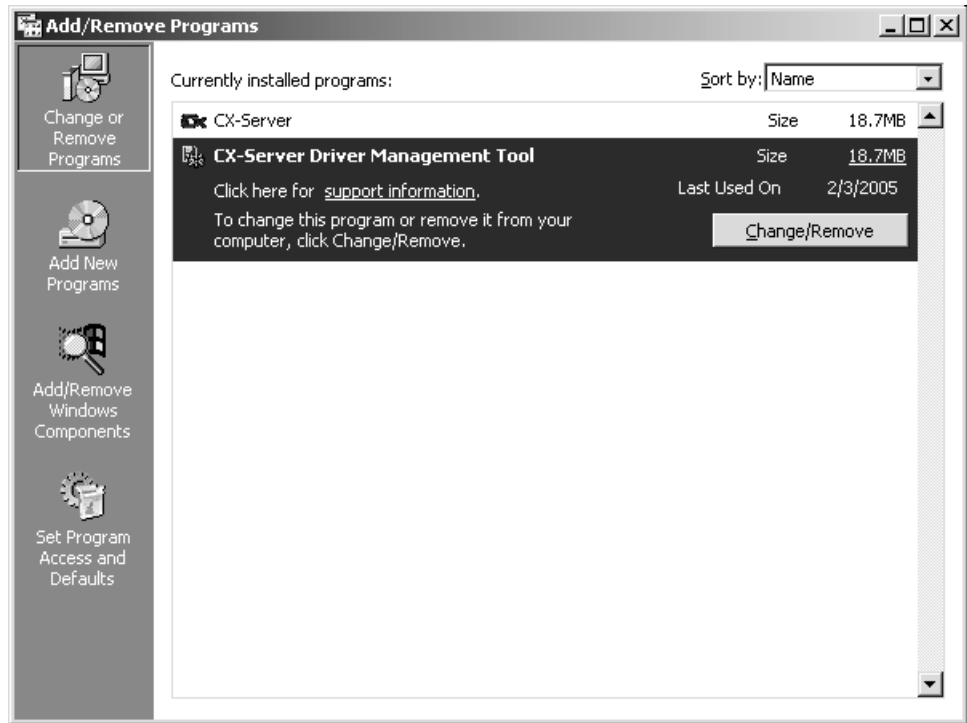 Add/Remove Programs
Change or
Remove
Programs
Add New
Programs
Add/Remove
Windows
Components
Set Program
Access and
Defaults
Currently installed programs:
Sort by: Name
CX-Server Size 18.7MB
CX-Server Driver Management Tool Size 18.7MB
Click here for support information. Last Used On 2/3/2005
To change this program or remove it from your
computer, click Change/Remove.
Change/Remove